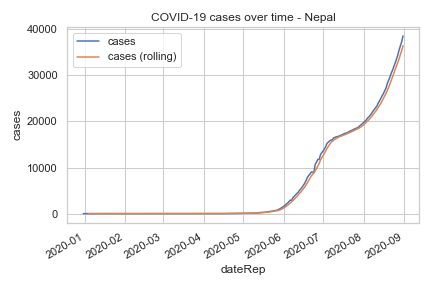 COVID-19 cases over time - Nepal
cases
cases (rolling)
40000
30000
20000
10000
0
cases
2020-01
2020-02
2020-03
2020-04
2020-05
2020-06
2020-07
2020-08
2020-09
dateRep